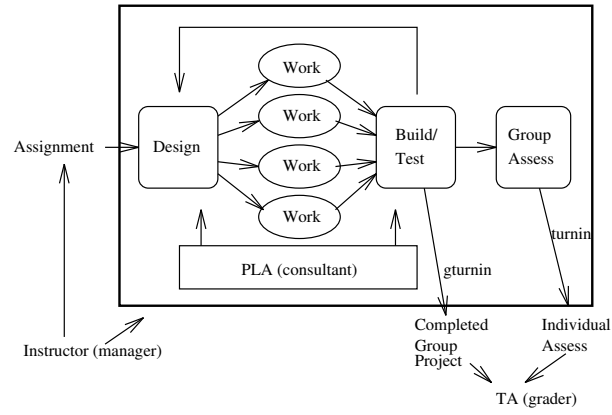 Work
Work
Work
Work
Assignment
Design
Build/
Test
Group
Assess
turnin
PLA (consultant)
gturnin
Completed
Group
Project
Individual
Assess
Instructor (manager)
TA (grader)